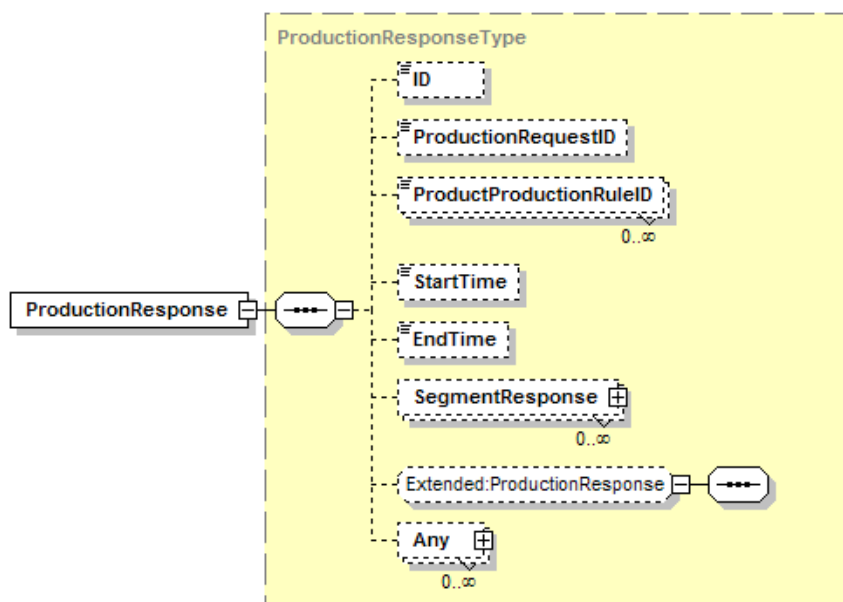 ProductionResponseType
ID
ProductionRequestID
ProductProductionRuleID
0..∞
StartTime
ProductionResponse
EndTime
SegmentResponse
0..∞
Extended:ProductionResponse
Any
0..∞